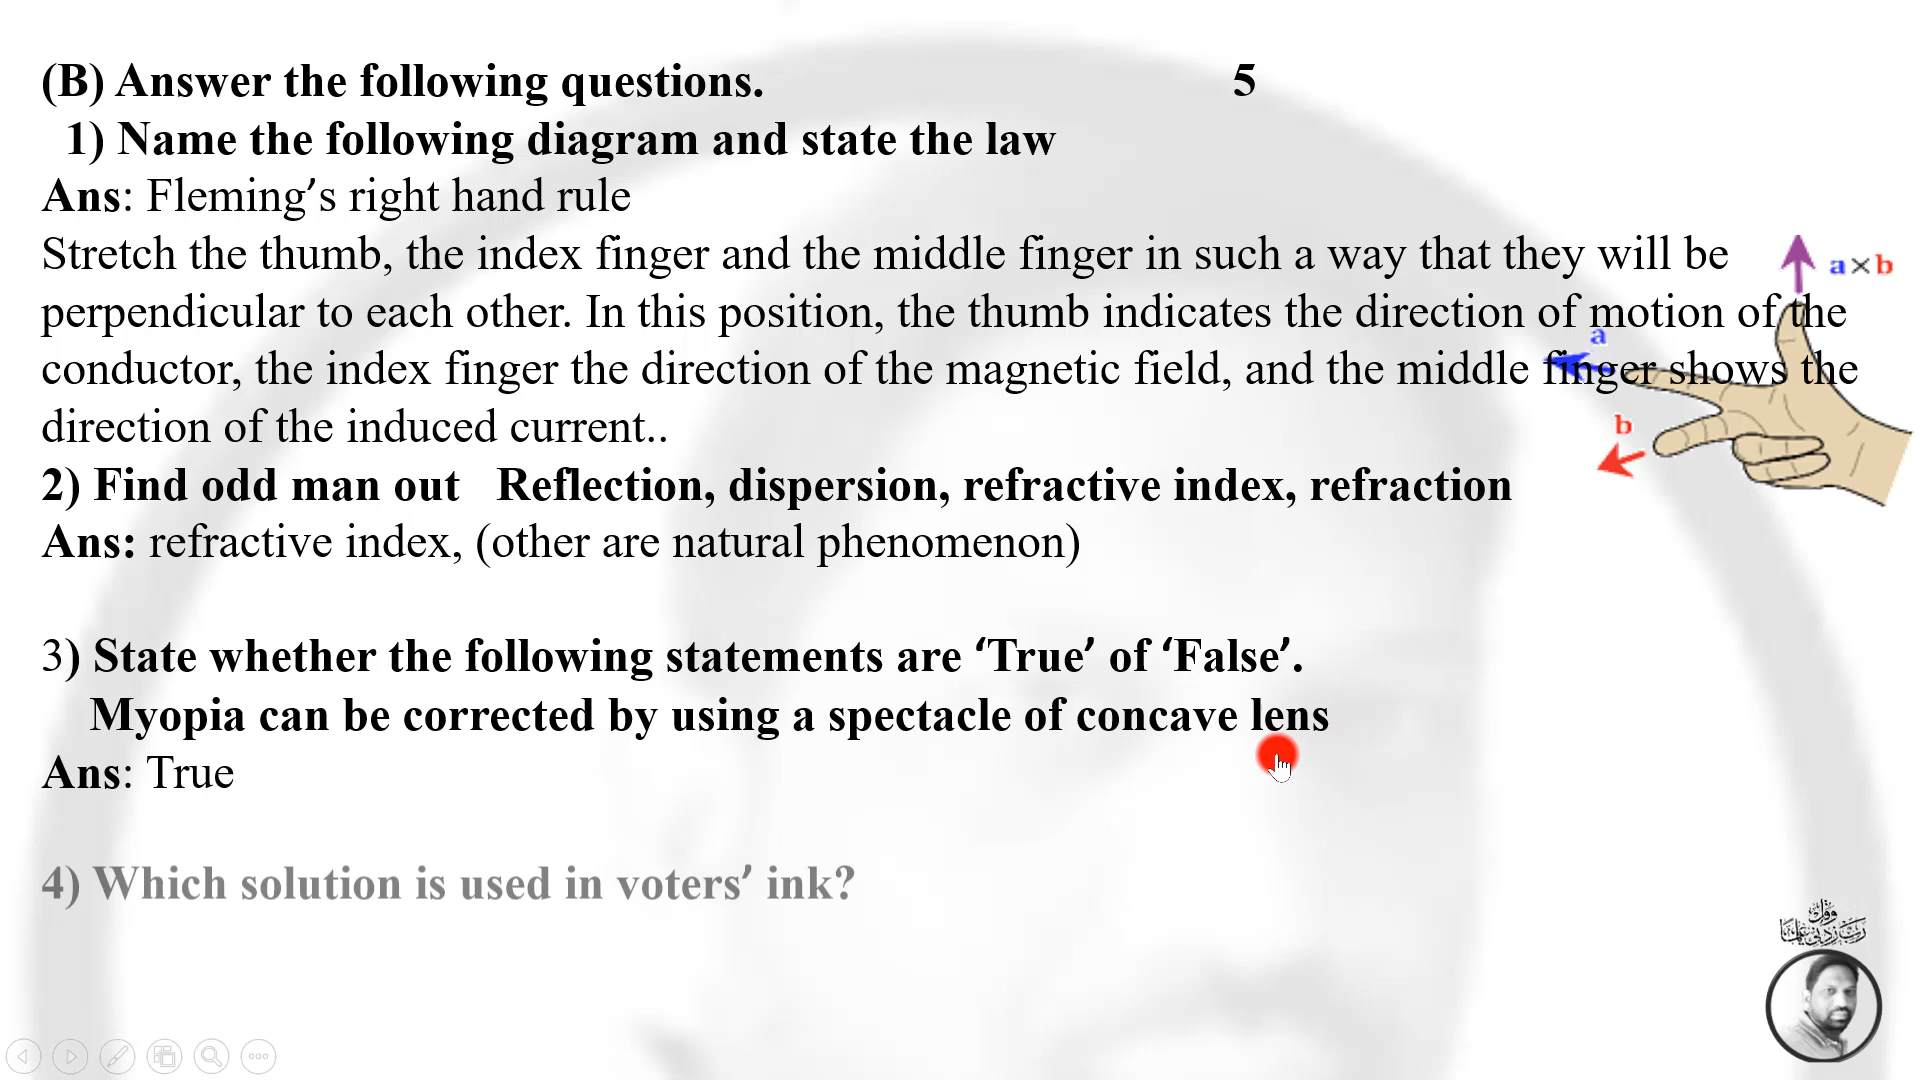 (B) Answer the following questions. 5
1) Name the following diagram and state the law
Ans: Fleming’s right hand rule
Stretch the thumb, the index finger and the middle finger in such a way that they will be
perpendicular to each other. In this position, the thumb indicates the direction of motion of the
conductor, the index finger the direction of the magnetic field, and the middle finger shows the
direction of the induced current..
a×b
a
b
2) Find odd man out Reflection, dispersion, refractive index, refraction
Ans: refractive index, (other are natural phenomenon)
3) State whether the following statements are ‘True’ of ‘False’.
Myopia can be corrected by using a spectacle of concave lens
Ans: True
4) Which solution is used in voters’ ink?
وقل
رب زدني علما